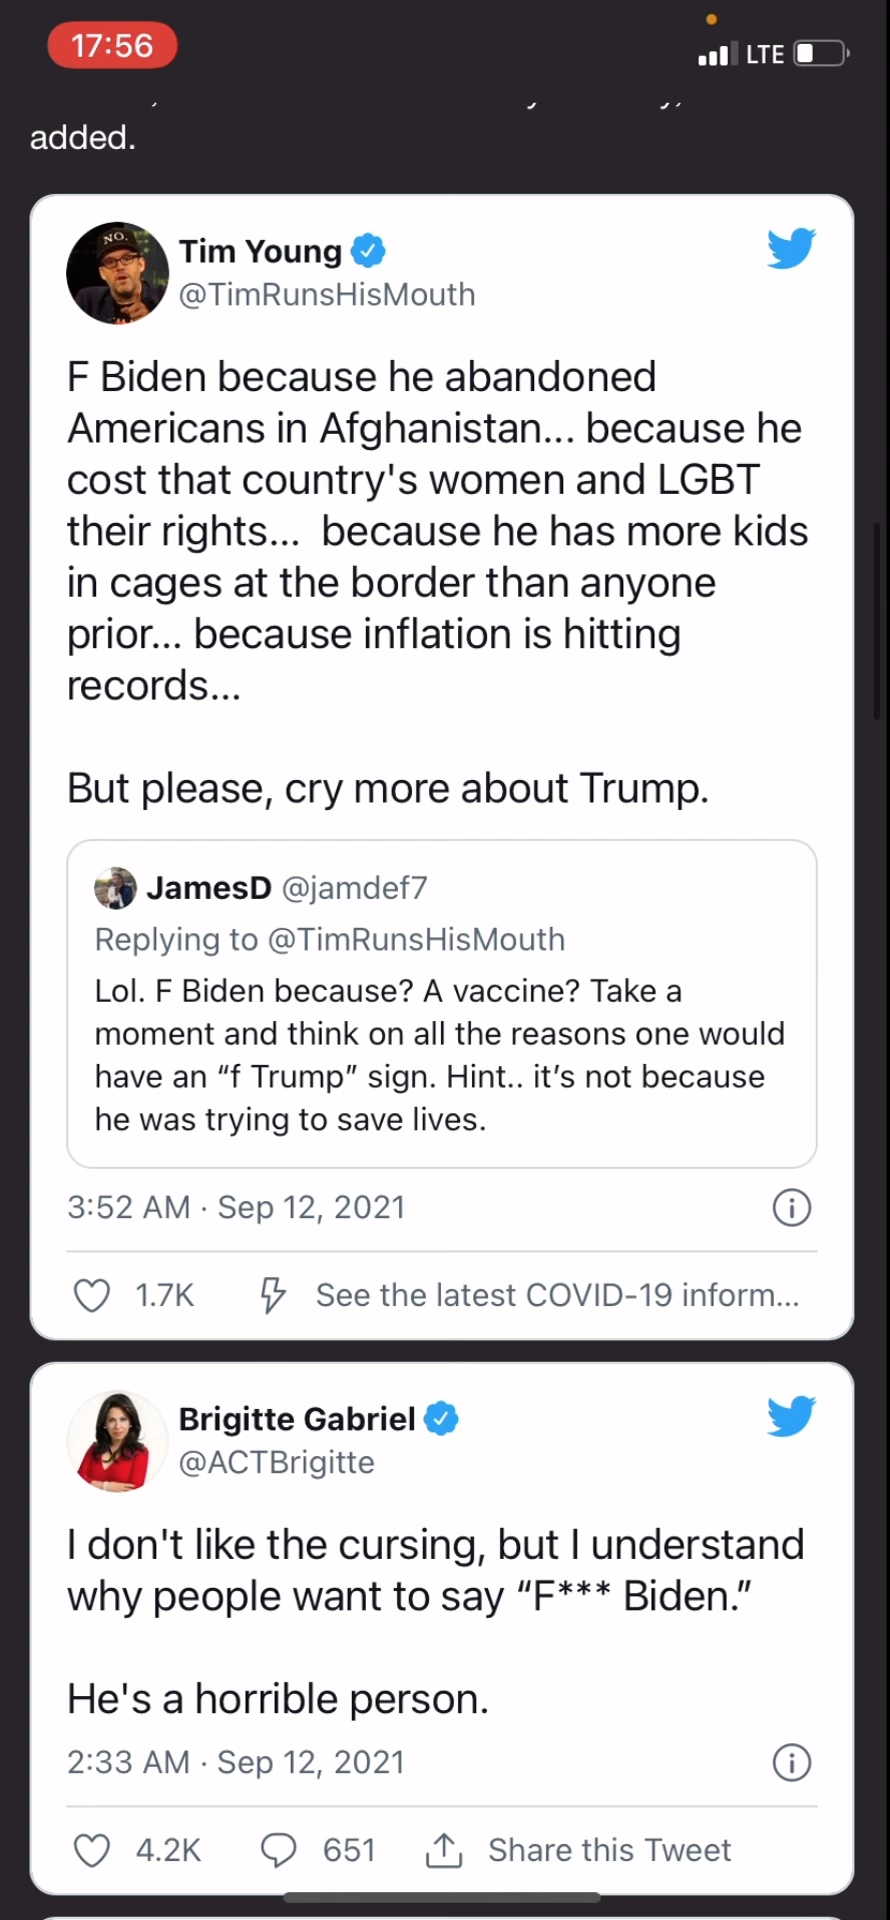 17:56
LTE
added.
NO.
Tim Young
@TimRunsHisMouth
F Biden because he abandoned
Americans in Afghanistan... because he
cost that country's women and LGBT
their rights...  because he has more kids
in cages at the border than anyone
prior... because inflation is hitting
records...
But please, cry more about Trump.
JamesD @jamdef7
Replying to @TimRunsHisMouth
Lol. F Biden because? A vaccine? Take a
moment and think on all the reasons one would
have an “f Trump” sign. Hint.. it’s not because
he was trying to save lives.
3:52 AM · Sep 12, 2021
1.7K
See the latest COVID-19 inform...
Brigitte Gabriel
@ACTBrigitte
I don't like the cursing, but I understand
why people want to say “F*** Biden.”
He's a horrible person.
2:33 AM · Sep 12, 2021
4.2K
651
Share this Tweet